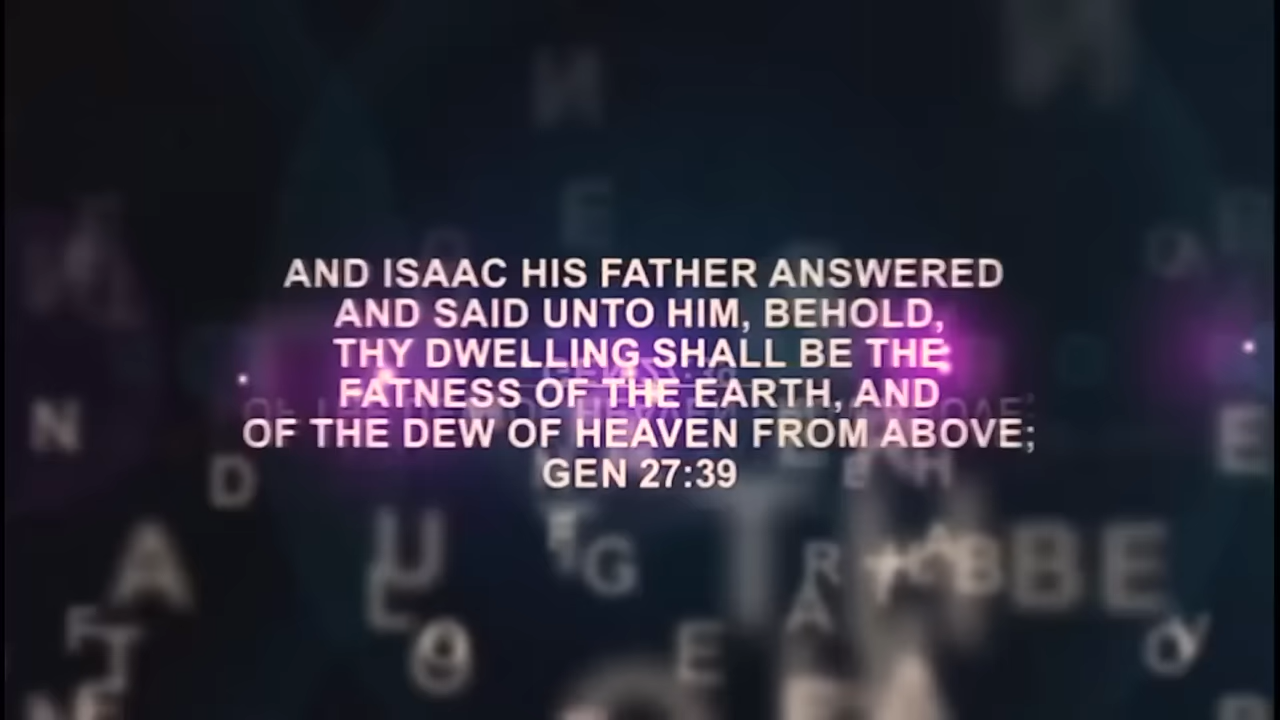 AND ISAAC HIS FATHER ANSWERED
AND SAID UNTO HIM, BEHOLD,
THY DWELLING SHALL BE THE
FATNESS OF THE EARTH, AND
OF THE DEW OF HEAVEN FROM ABOVE;
GEN 27:39